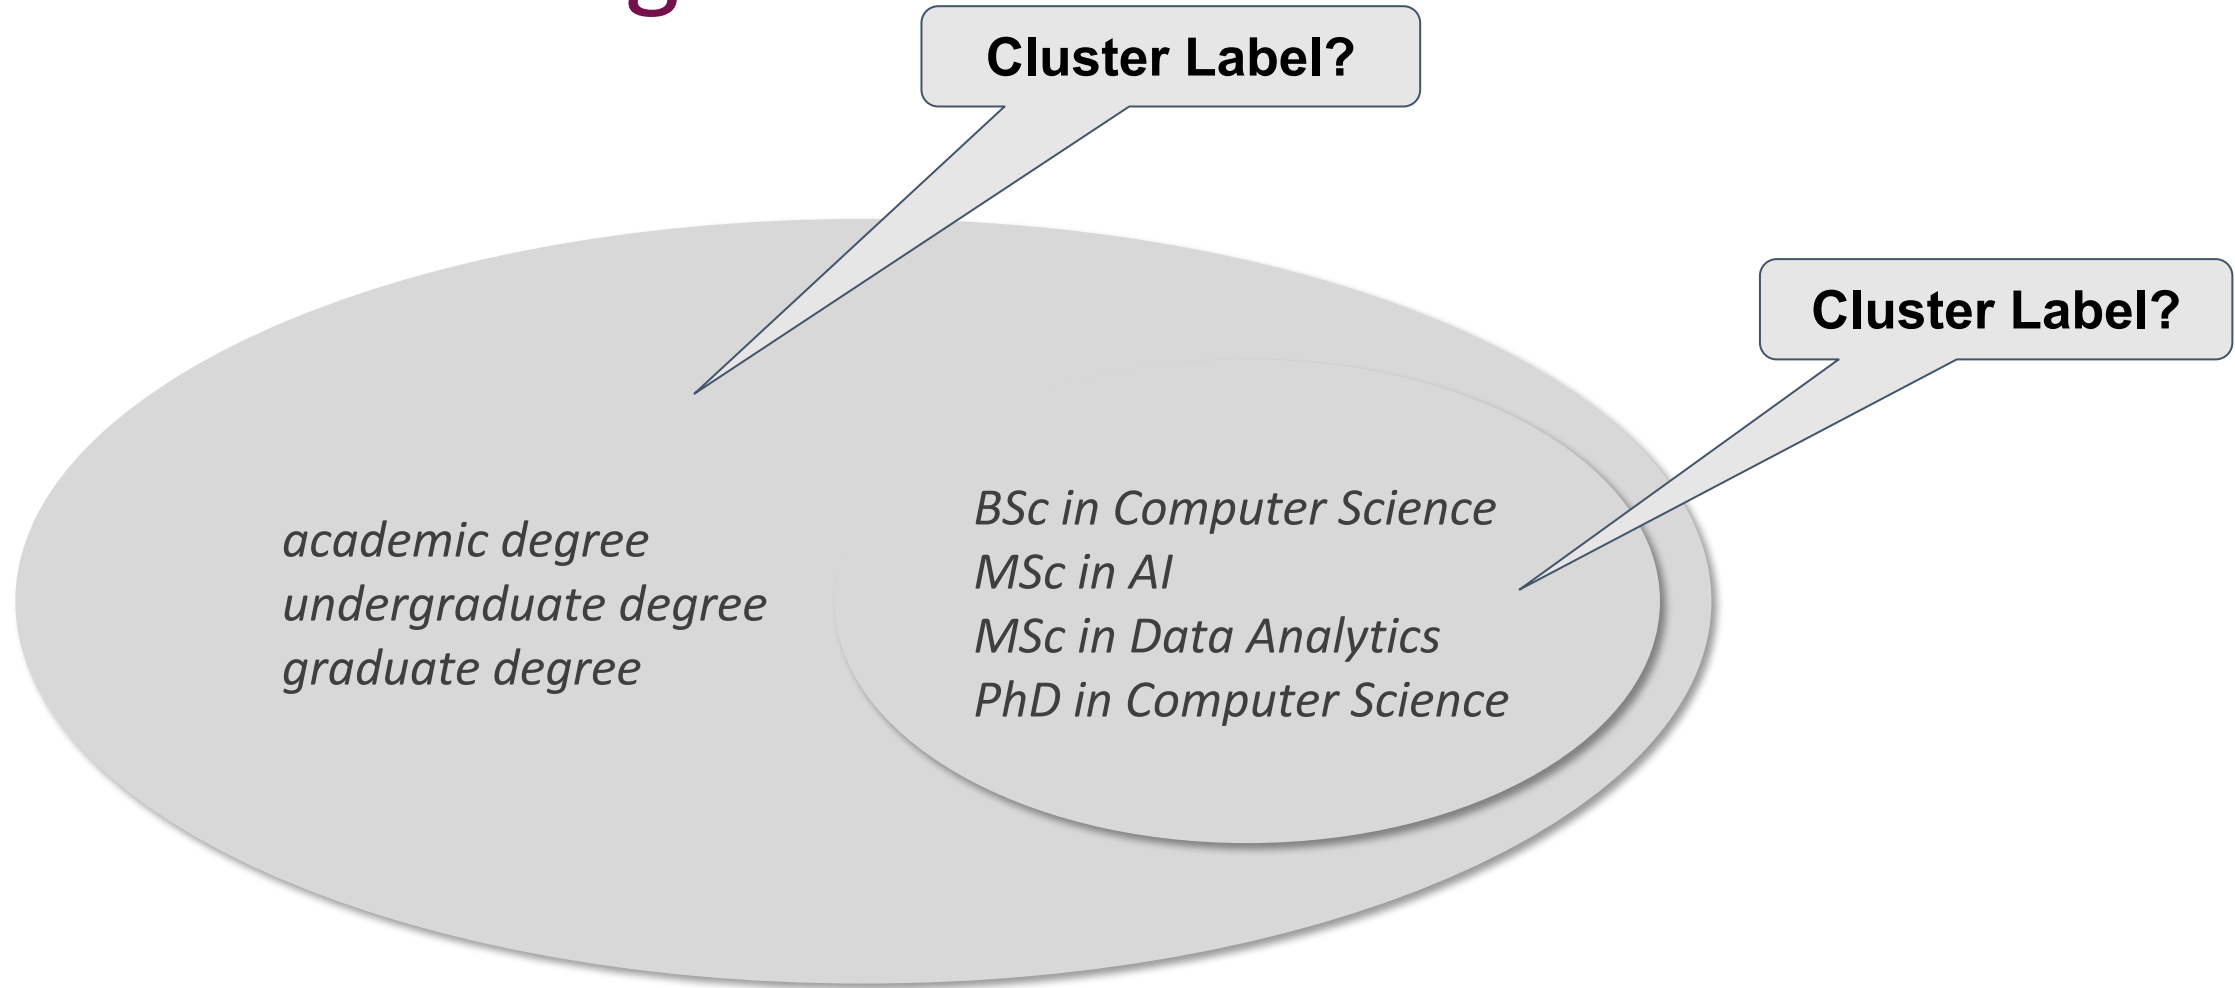 Cluster Label?
Cluster Label?
academic degree
undergraduate degree
graduate degree
BSc in Computer Science
MSc in AI
MSc in Data Analytics
PhD in Computer Science